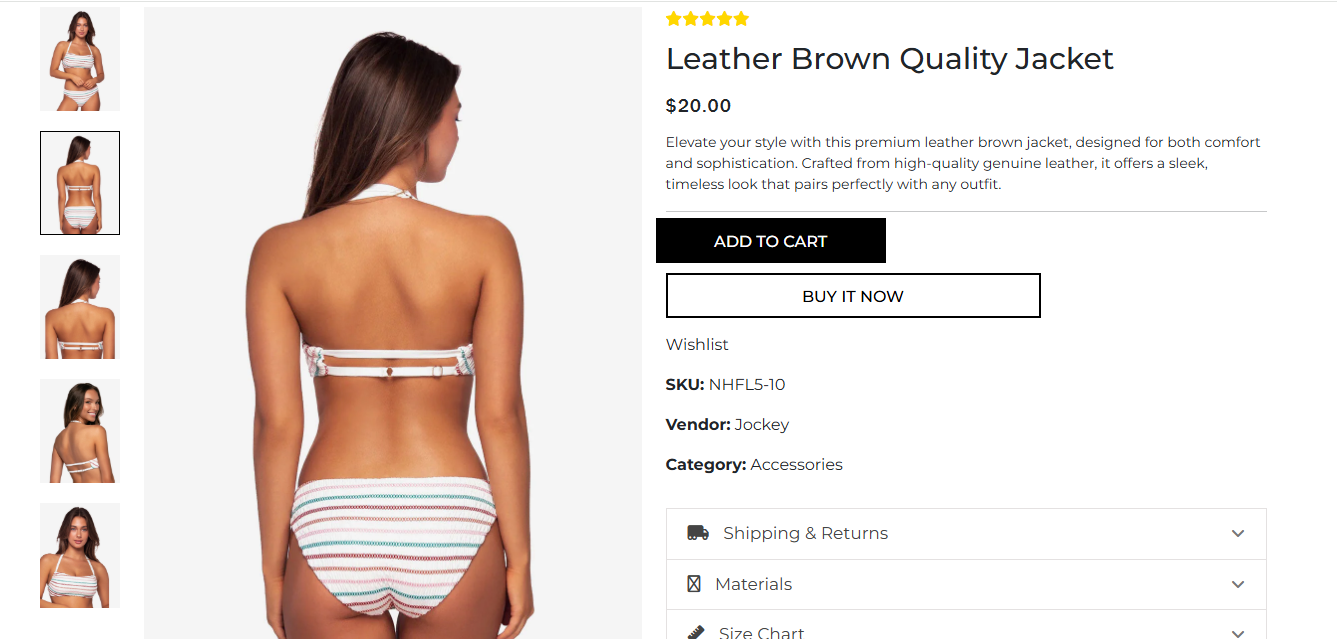 Leather Brown Quality Jacket
$20.00
Elevate your style with this premium leather brown jacket, designed for both comfort
and sophistication. Crafted from high-quality genuine leather, it offers a sleek,
timeless look that pairs perfectly with any outfit.
ADD TO CART
BUY IT NOW
Wishlist
SKU: NHFL5-10
Vendor: Jockey
Category: Accessories
Shipping & Returns
Materials
Size Chart